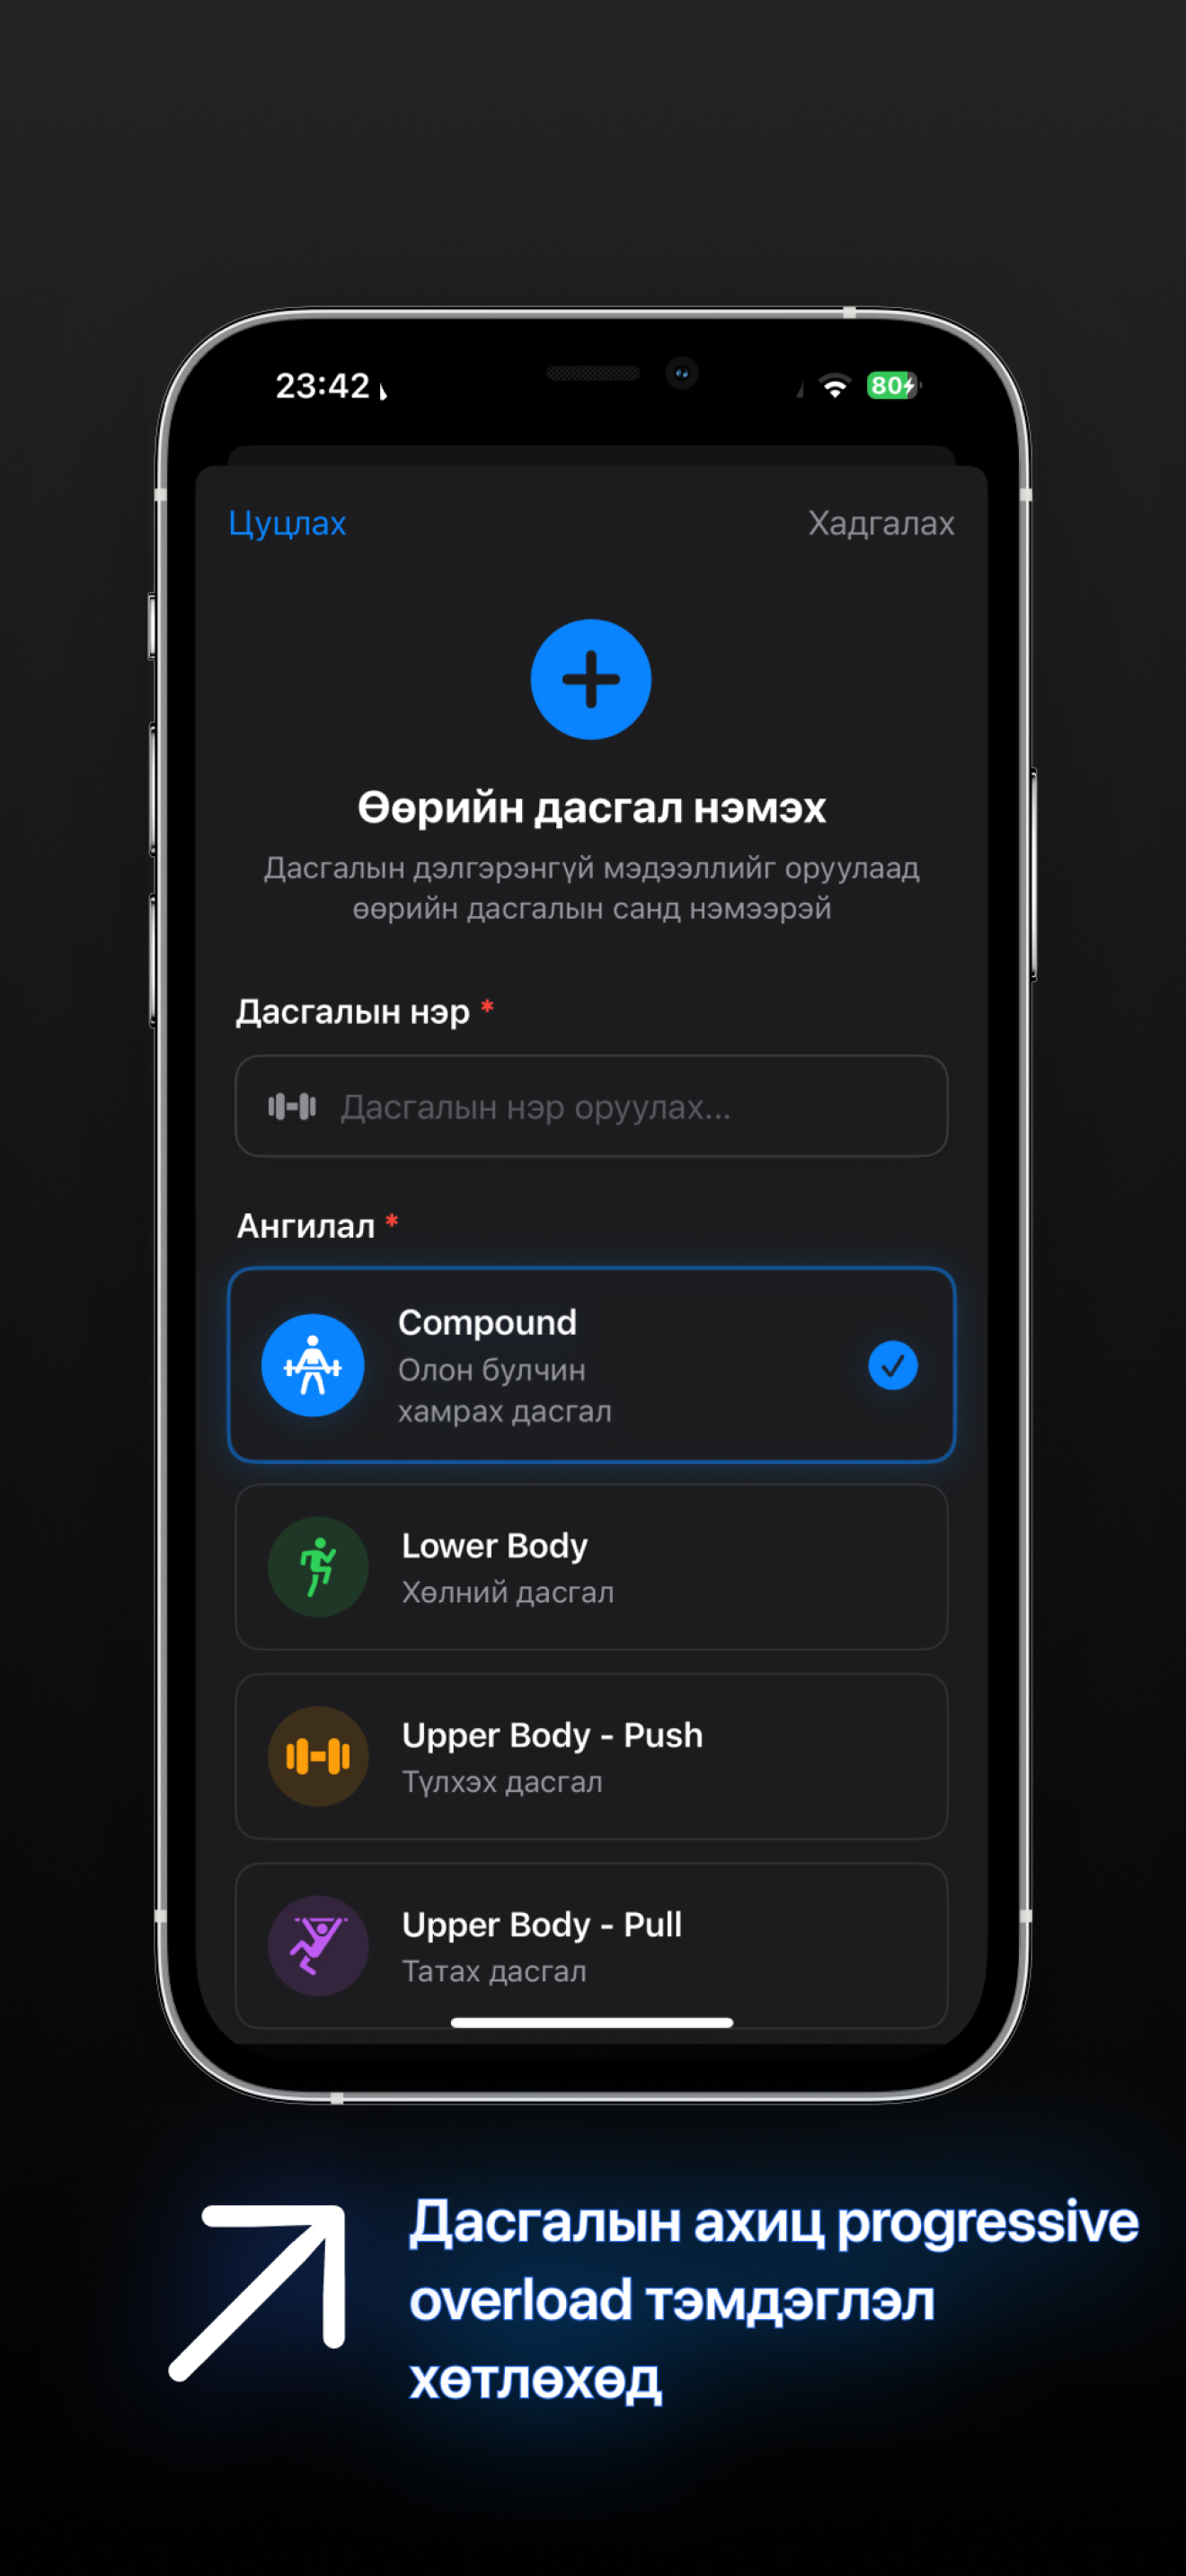 23:42
80
Цуцлах
Хадгалах
Өөрийн дасгал нэмэх
Дасгалын дэлгэрэнгүй мэдээллийг оруулаад
өөрийн дасгалын санд нэмээрэй
Дасгалын нэр *
Дасгалын нэр оруулах...
Ангилал *
Compound
Олон булчин
хамрах дасгал
Lower Body
Хөлний дасгал
Upper Body - Push
Түлхэх дасгал
Upper Body - Pull
Татах дасгал
Дасгалын ахиц progressive
overload тэмдэглэл
хөтлөхөд